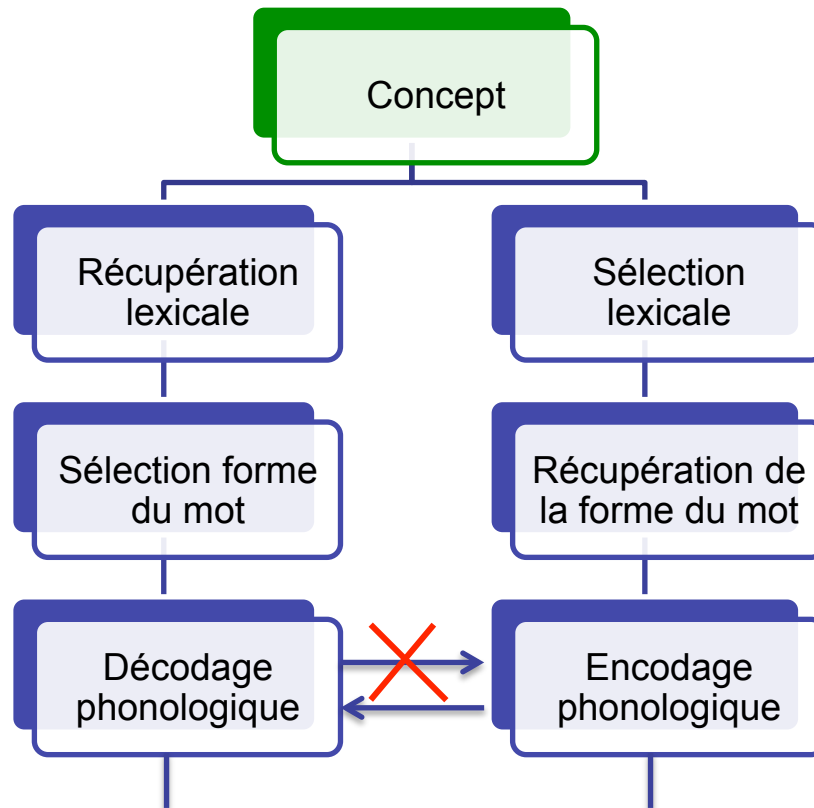 Concept
Récupération
lexicale
Sélection
lexicale
Sélection forme
du mot
Récupération de
la forme du mot
Décodage
phonologique
Encodage
phonologique